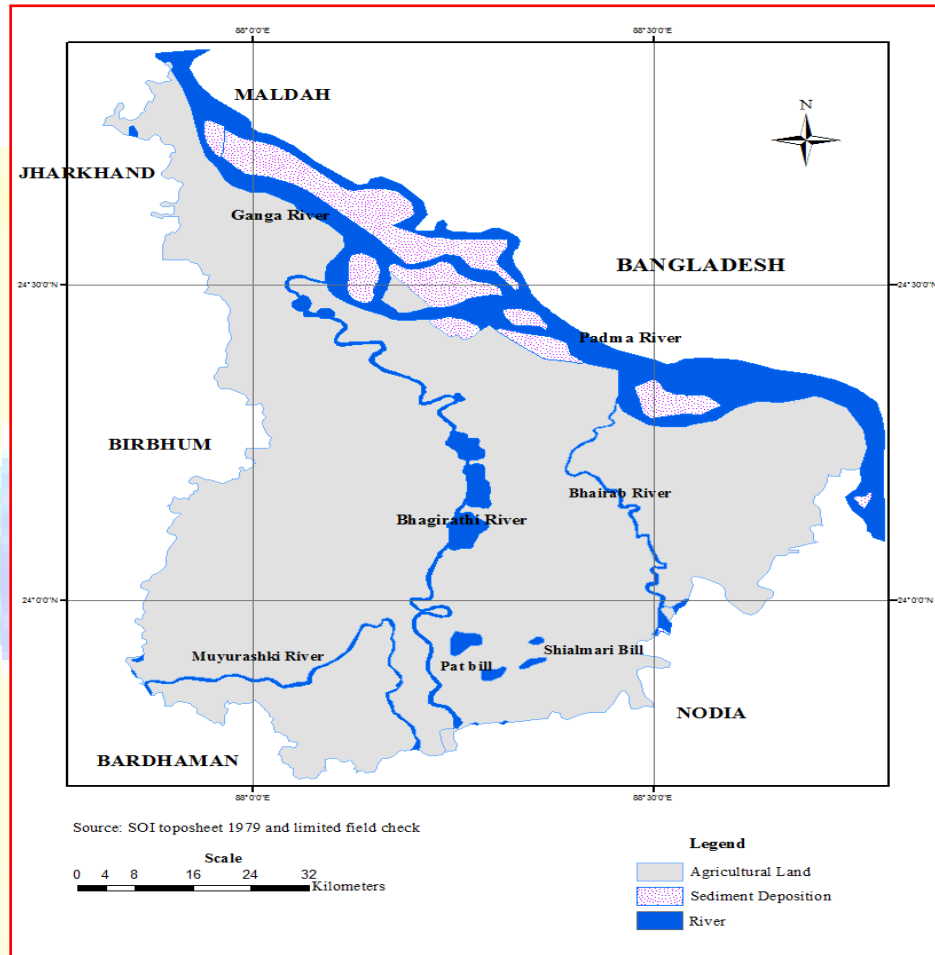 88°0'0"E
88°30'0"E
MALDAH
N
JHARKHAND
Ganga River
BANGLADESH
24°30'0"N
24°30'0"N
Padma River
BIRBHUM
Bhairab River
Bhagirathi River
24°0'0"N
24°0'0"N
Muyurashki River
Shialmari Bill
Pat bill
NODIA
BARDHAMAN
88°0'0"E
88°30'0"E
Source: SOI toposheet 1979 and limited field check
Scale
0 4 8 16 24 32
Kilometers
Legend
Agricultural Land
Sediment Deposition
River